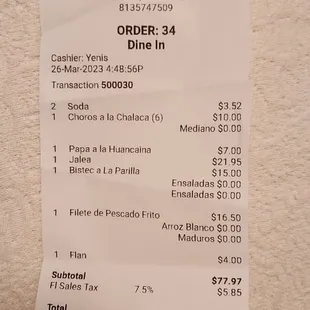 8135747509
ORDER: 34
Dine In
Cashier: Yenis
26-Mar-2023 4:48:56P
Transaction 500030
2 Soda $3.52
1 Choros a la Chalaca (6) $10.00
Mediano $0.00
1 Papa a la Huancaina $7.00
1 Jalea $21.95
1 Bistec a La Parilla $15.00
Ensaladas $0.00
Ensaladas $0.00
1 Filete de Pescado Frito $16.50
Arroz Blanco $0.00
Maduros $0.00
1 Flan $4.00
Subtotal $77.97
Fl Sales Tax 7.5% $5.85
Total